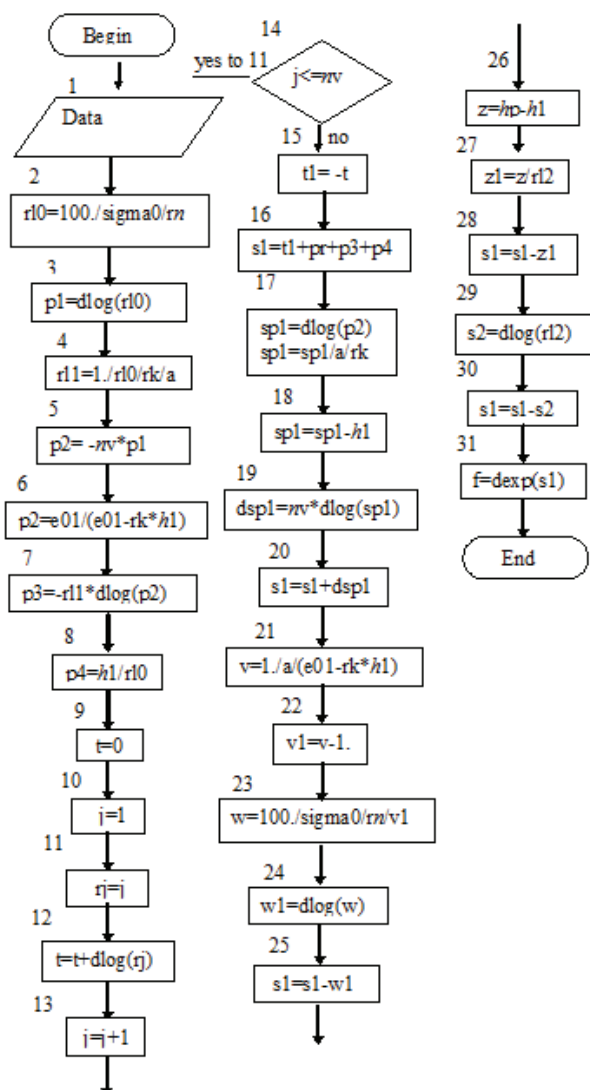 Begin
1
Data
2
rl0=100./sigma0/rn
3
p1=dlog(rl0)
4
rl1=1./rl0/rk/a
5
p2= -nv*p1
6
p2=e01/(e01-rk*h1)
7
p3=-rl1*dlog(p2)
8
p4=h1/rl0
9
t=0
10
j=1
11
rj=j
12
t=t+dlog(rj)
13
j=j+1
14
yes to 11
j<=nv
15 no
t1= -t
16
s1=t1+pr+p3+p4
17
sp1=dlog(p2)
sp1=sp1/a/rk
18
sp1=sp1-h1
19
dsp1=nv*dlog(sp1)
20
s1=s1+dsp1
21
v=1./a/(e01-rk*h1)
22
v1=v-1.
23
w=100./sigma0/rn/v1
24
w1=dlog(w)
25
s1=s1-w1
26
z=hp-h1
27
z1=z/rl2
28
s1=s1-z1
29
s2=dlog(rl2)
30
s1=s1-s2
31
f=dexp(s1)
End